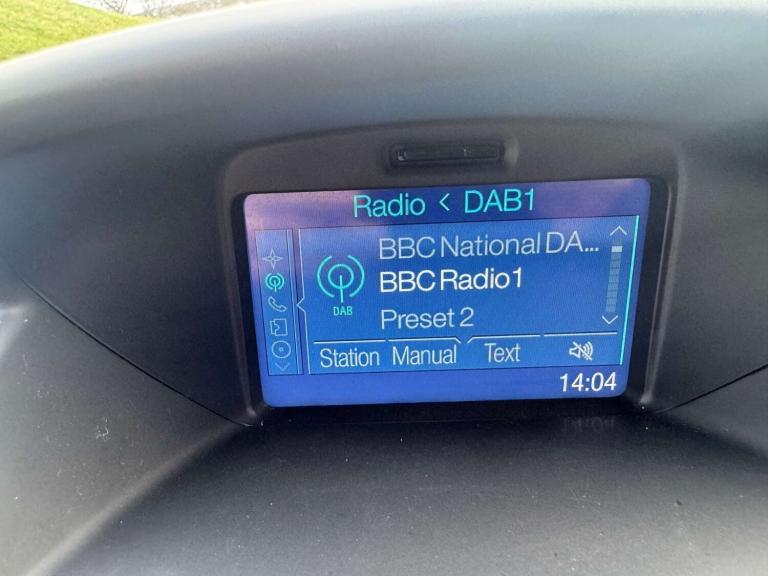 Radio < DAB1
BBC National DA...
BBC Radio1
DAB
Preset 2
Station Manual Text
14:04